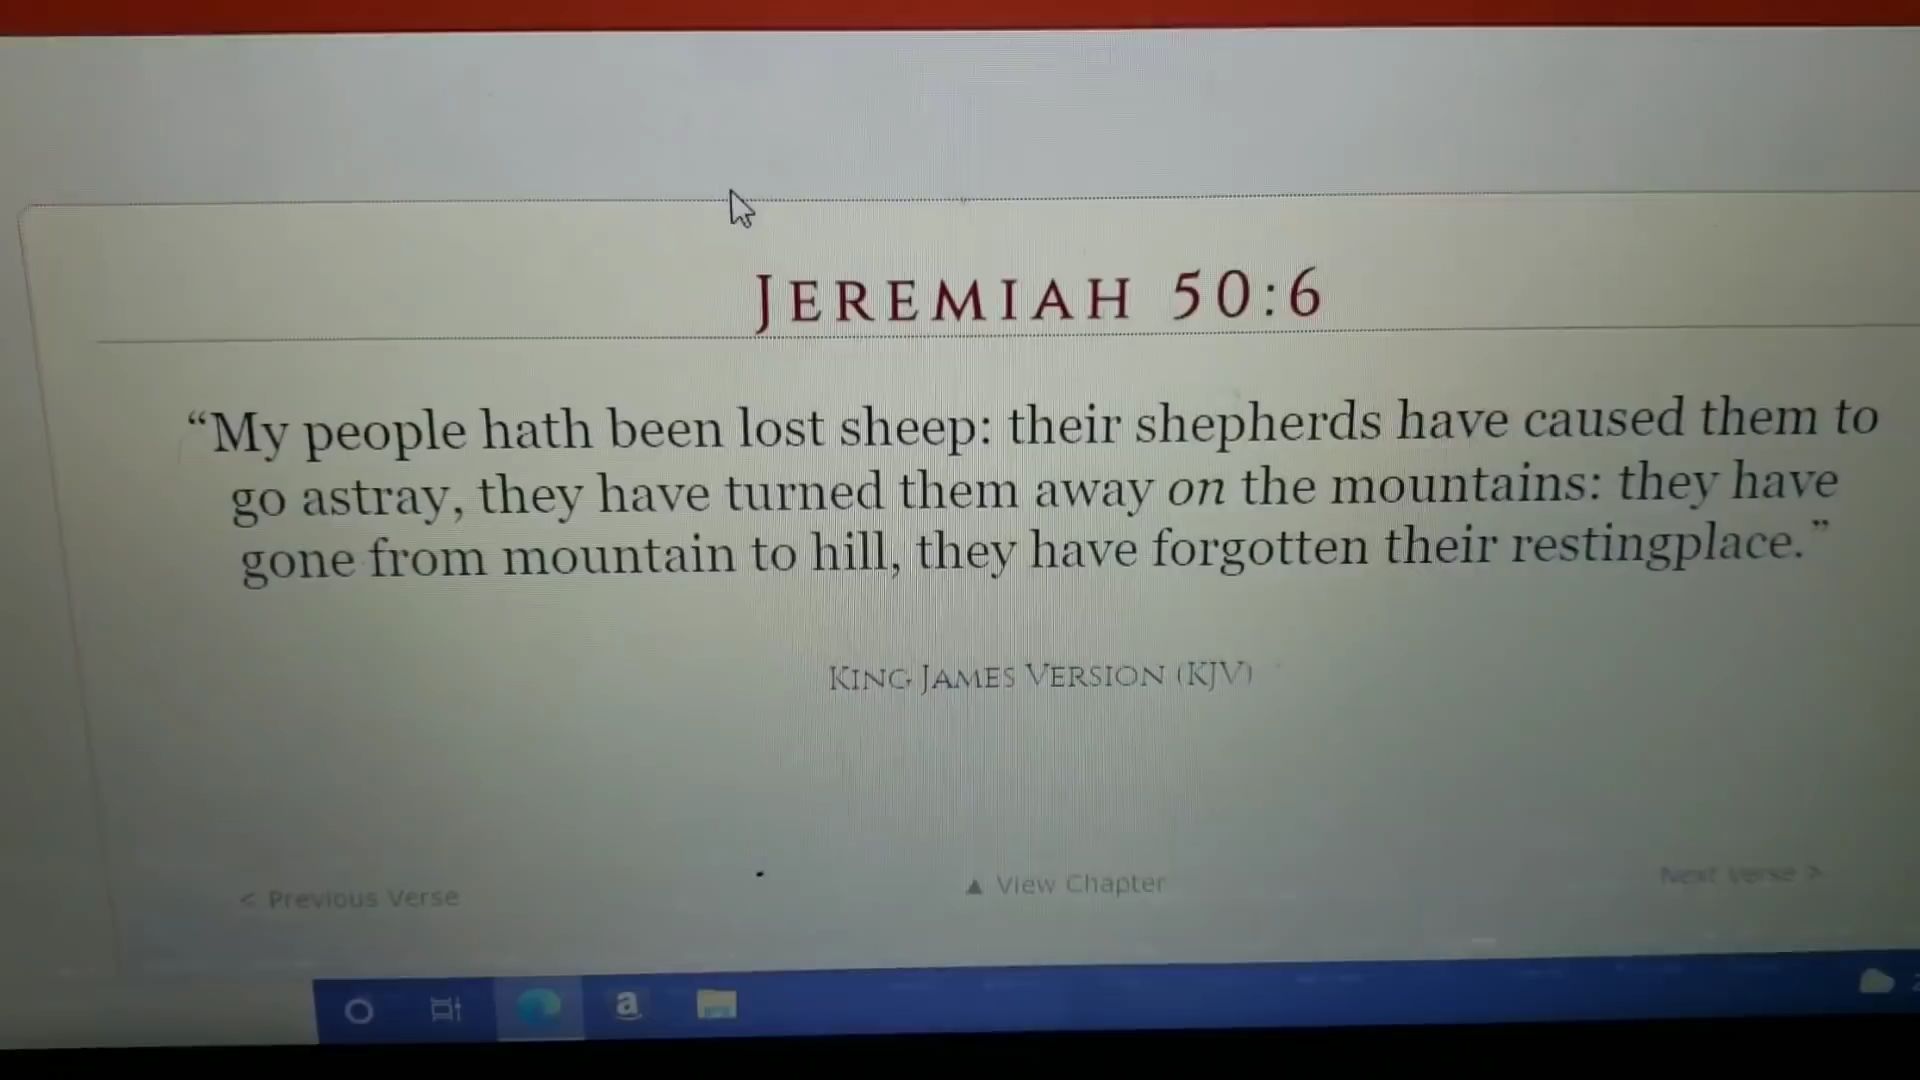 JEREMIAH 50:6
“My people hath been lost sheep: their shepherds have caused them to
go astray, they have turned them away on the mountains: they have
gone from mountain to hill, they have forgotten their restingplace.”
KING JAMES VERSION (KJV)
< Previous Verse
▲ View Chapter
Next Verse >
a